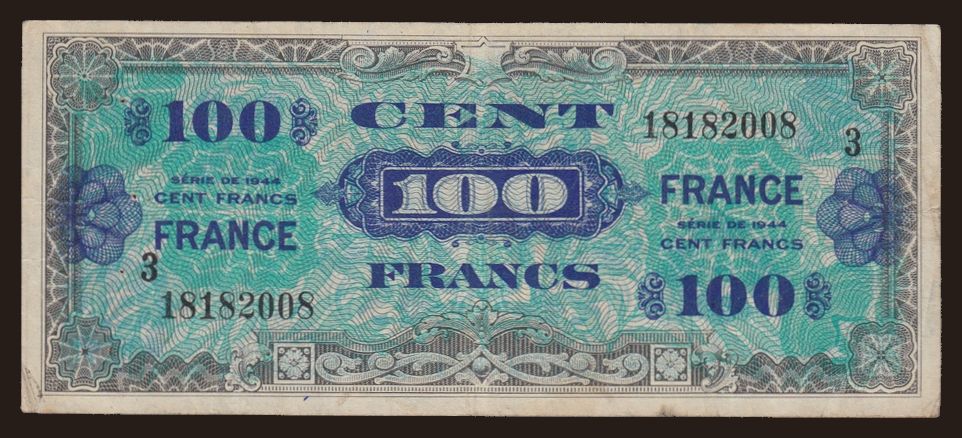 100
CENT
18182008
3
SÉRIE DE 1944
CENT FRANCS
FRANCE
100
FRANCE
SÉRIE DE 1944
CENT FRANCS
3
18182008
FRANCS
100